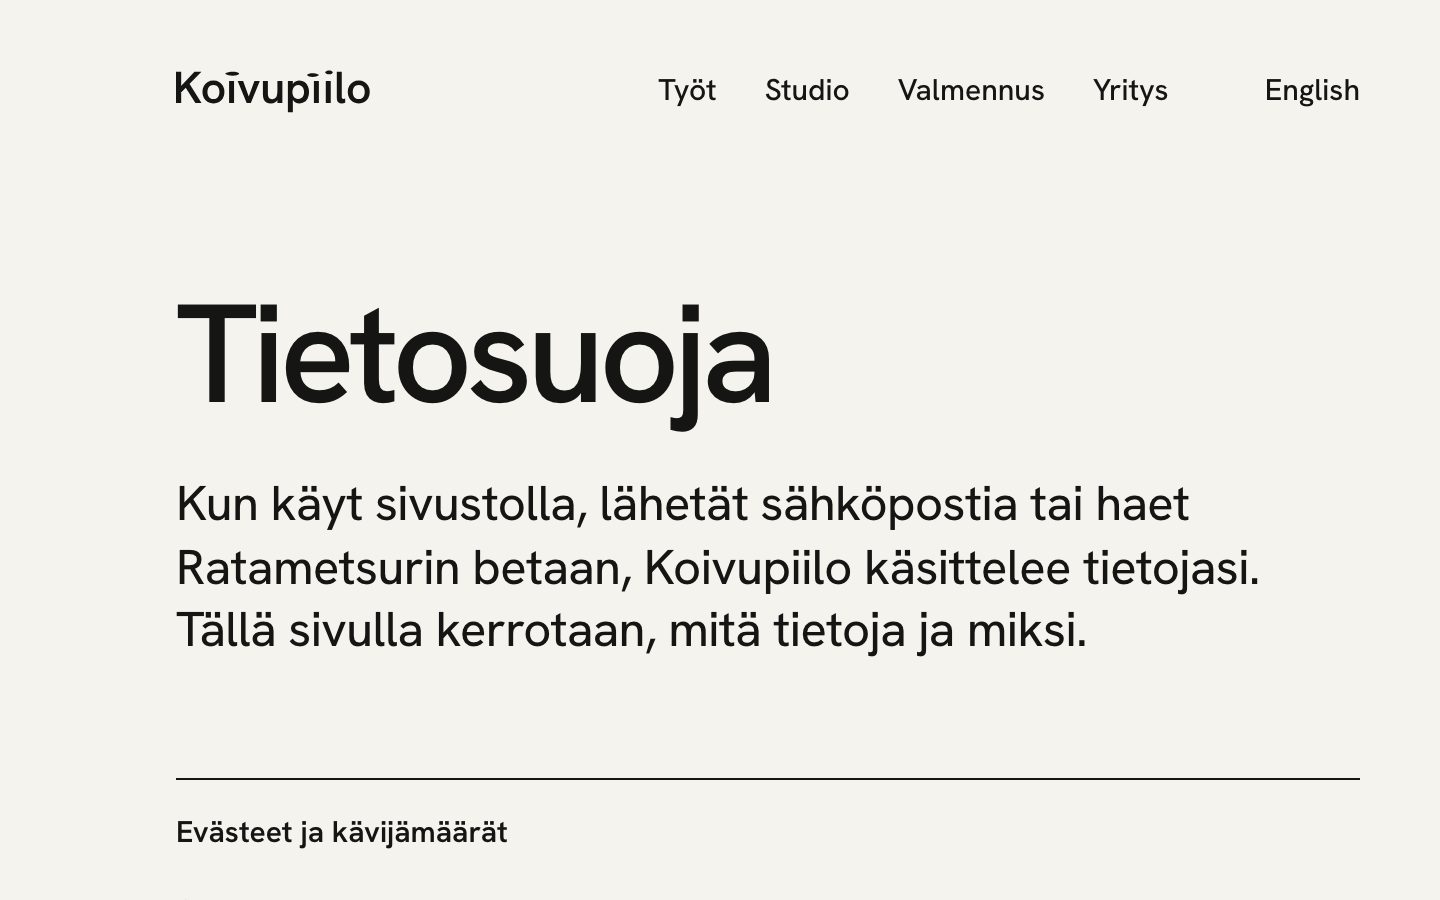 Koivupiilo
Työt Studio Valmennus Yritys English
Tietosuoja
Kun käyt sivustolla, lähetät sähköpostia tai haet
Ratametsurin betaan, Koivupiilo käsittelee tietojasi.
Tällä sivulla kerrotaan, mitä tietoja ja miksi.
Evästeet ja kävijämäärät